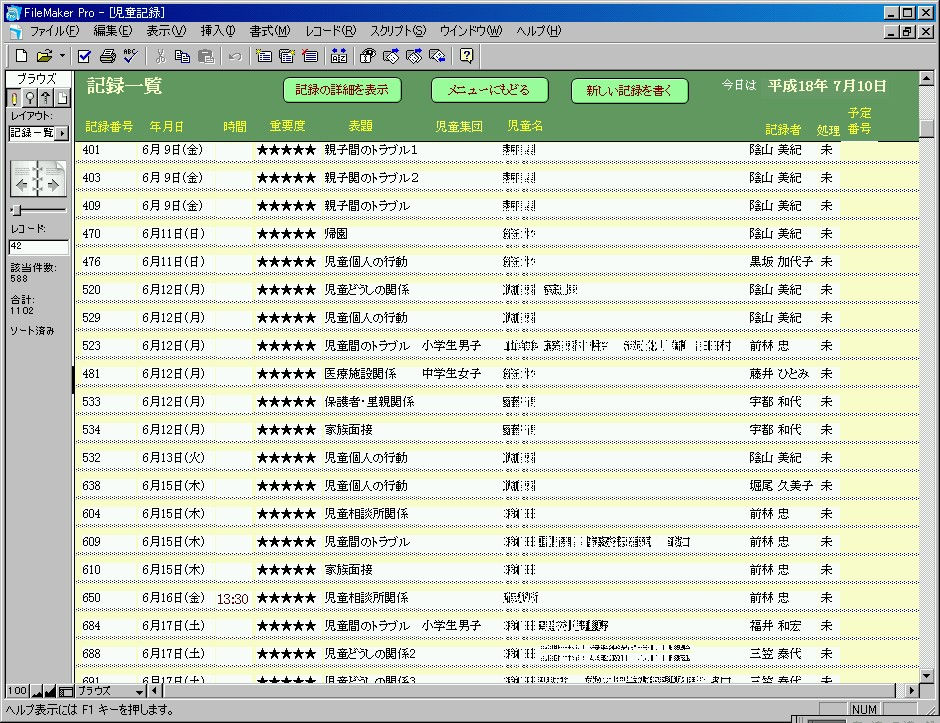 FileMaker Pro - [児童記録]
ファイル(F) 編集(E) 表示(V) 挿入(I) 書式(M) レコード(R) スクリプト(S) ウインドウ(W) ヘルプ(H)
ブラウズ
レイアウト:
記録一覧
レコード:
42
該当件数:
588
合計:
1102
ソート済み
記録一覧 記録の詳細を表示 メニューにもどる 新しい記録を書く 今日は 平成18年 7月10日
記録番号 年月日 時間 重要度 表題 児童集団 児童名 記録者 処理 予定番号
401 6月 9日(金) ★★★★★ 親子間のトラブル1 陰山 美紀 未
403 6月 9日(金) ★★★★★ 親子関のトラブル2 陰山 美紀 未
409 6月 9日(金) ★★★★★ 親子間のトラブル 陰山 美紀 未
470 6月11日(日) ★★★★★ 帰園 陰山 美紀 未
476 6月11日(日) ★★★★★ 児童個人の行動 黒坂 加代子 未
520 6月12日(月) ★★★★★ 児童どうしの関係 陰山 美紀 未
529 6月12日(月) ★★★★★ 児童個人の行動 陰山 美紀 未
523 6月12日(月) ★★★★★ 児童間のトラブル 小学生男子 前林 忠 未
481 6月12日(月) ★★★★★ 医療施設関係 中学生女子 藤井 ひとみ 未
533 6月12日(月) ★★★★★ 保護者・里親関係 宇都 和代 未
534 6月12日(月) ★★★★★ 家族面接 宇都 和代 未
532 6月13日(火) ★★★★★ 児童個人の行動 陰山 美紀 未
638 6月15日(木) ★★★★★ 児童個人の行動 堀尾 久美子 未
604 6月15日(木) ★★★★★ 児童相談所関係 前林 忠 未
609 6月15日(木) ★★★★★ 児童間のトラブル 前林 忠 未
610 6月15日(木) ★★★★★ 家族面接 前林 忠 未
650 6月16日(金) 13:30 ★★★★★ 児童相談所関係 前林 忠 未
684 6月17日(土) ★★★★★ 児童間のトラブル 小学生男子 福井 和宏 未
688 6月17日(土) ★★★★★ 児童どうしの関係2 三笠 泰代 未
691 6月17日(土) ★★★★★ 児童どうしの関係3 三笠 泰代 未
100 ブラウズ
ヘルプ表示には F1 キーを押します。 NUM